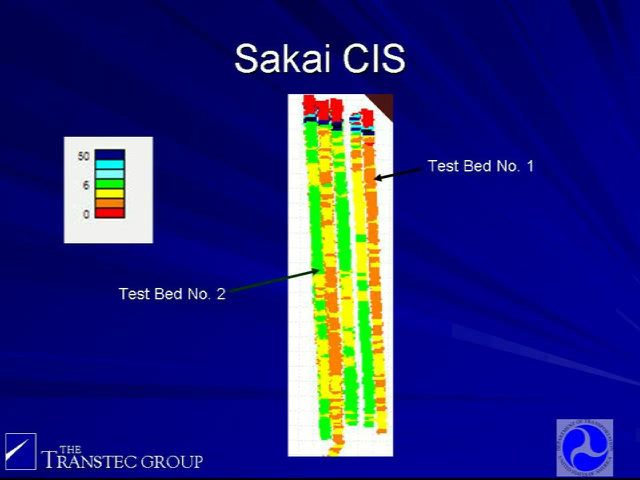 Sakai CIS
50
6
0
Test Bed No. 1
Test Bed No. 2
THE
TRANSTEC GROUP